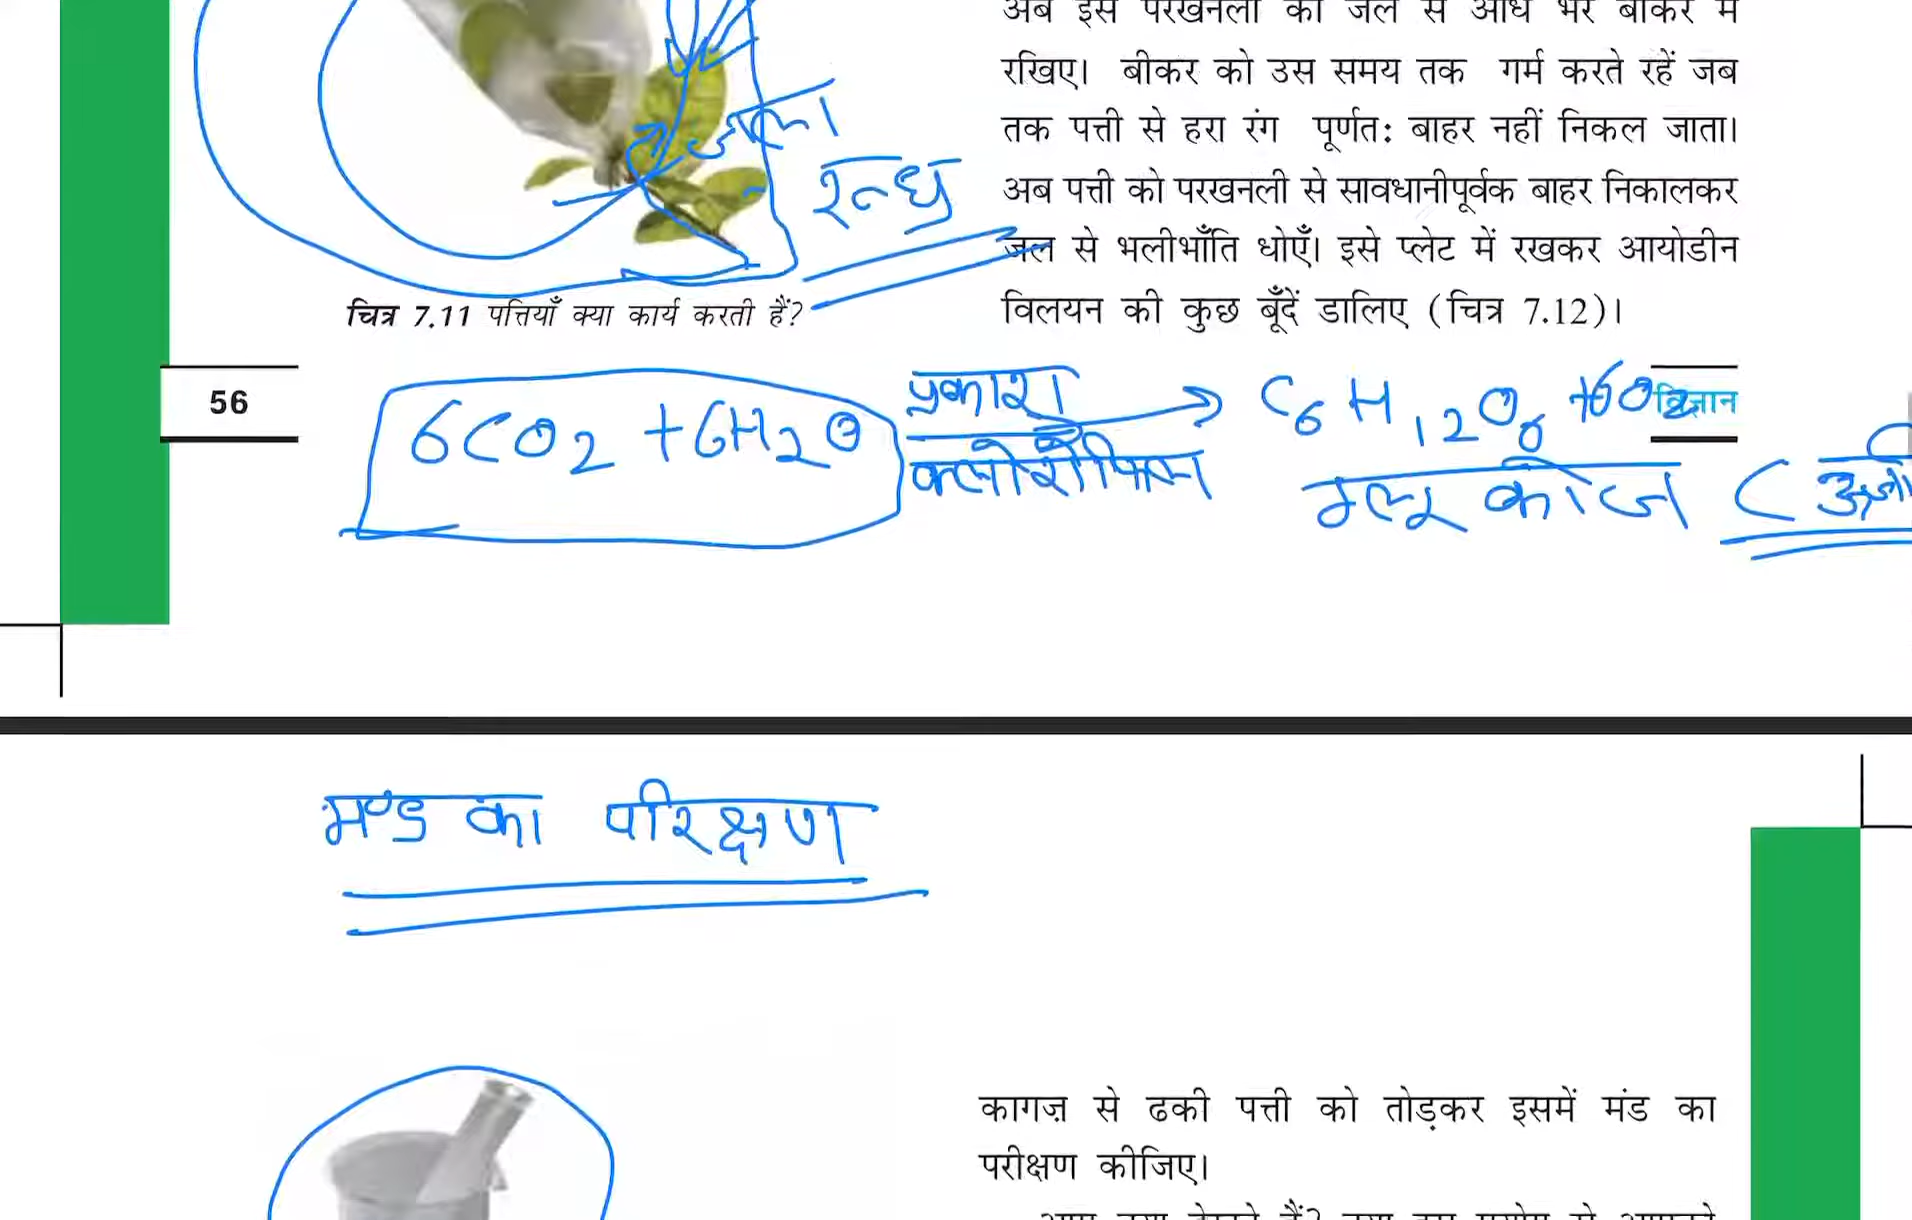 अब इस परखनली को जल से आधे भरे बीकर में
रखिए। बीकर को उस समय तक गर्म करते रहें जब
तक पत्ती से हरा रंग पूर्णत: बाहर नहीं निकल जाता।
अब पत्ती को परखनली से सावधानीपूर्वक बाहर निकालकर
जल से भलीभाँति धोएँ। इसे प्लेट में रखकर आयोडीन
विलयन की कुछ बूँदें डालिए (चित्र 7.12)।
रन्ध्र
चित्र 7.11 पत्तियाँ क्या कार्य करती हैं?
56
विज्ञान
6CO2 + 6H2O प्रकाश → C6H12O6 + 6O2
क्लोरोफिल
ग्लूकोज (
मण्ड का परिक्षण
कागज़ से ढकी पत्ती को तोड़कर इसमें मंड का
परीक्षण कीजिए।